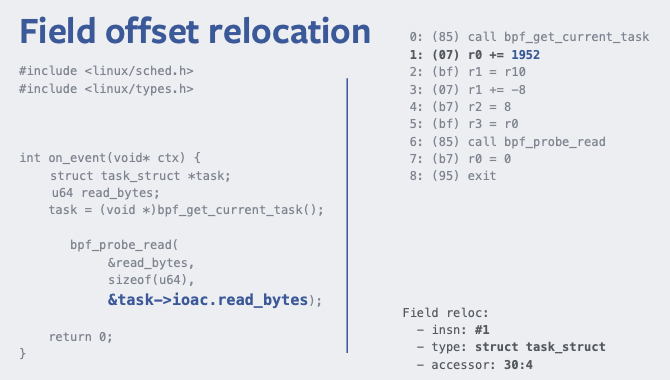 Field offset relocation
#include <linux/sched.h>
#include <linux/types.h>
int on_event(void* ctx) {
struct task_struct *task;
u64 read_bytes;
task = (void *)bpf_get_current_task();
bpf_probe_read(
&read_bytes,
sizeof(u64),
&task->ioac.read_bytes);
return 0;
}
0: (85) call bpf_get_current_task
1: (07) r0 += 1952
2: (bf) r1 = r10
3: (07) r1 += -8
4: (b7) r2 = 8
5: (bf) r3 = r0
6: (85) call bpf_probe_read
7: (b7) r0 = 0
8: (95) exit
Field reloc:
– insn: #1
– type: struct task_struct
– accessor: 30:4